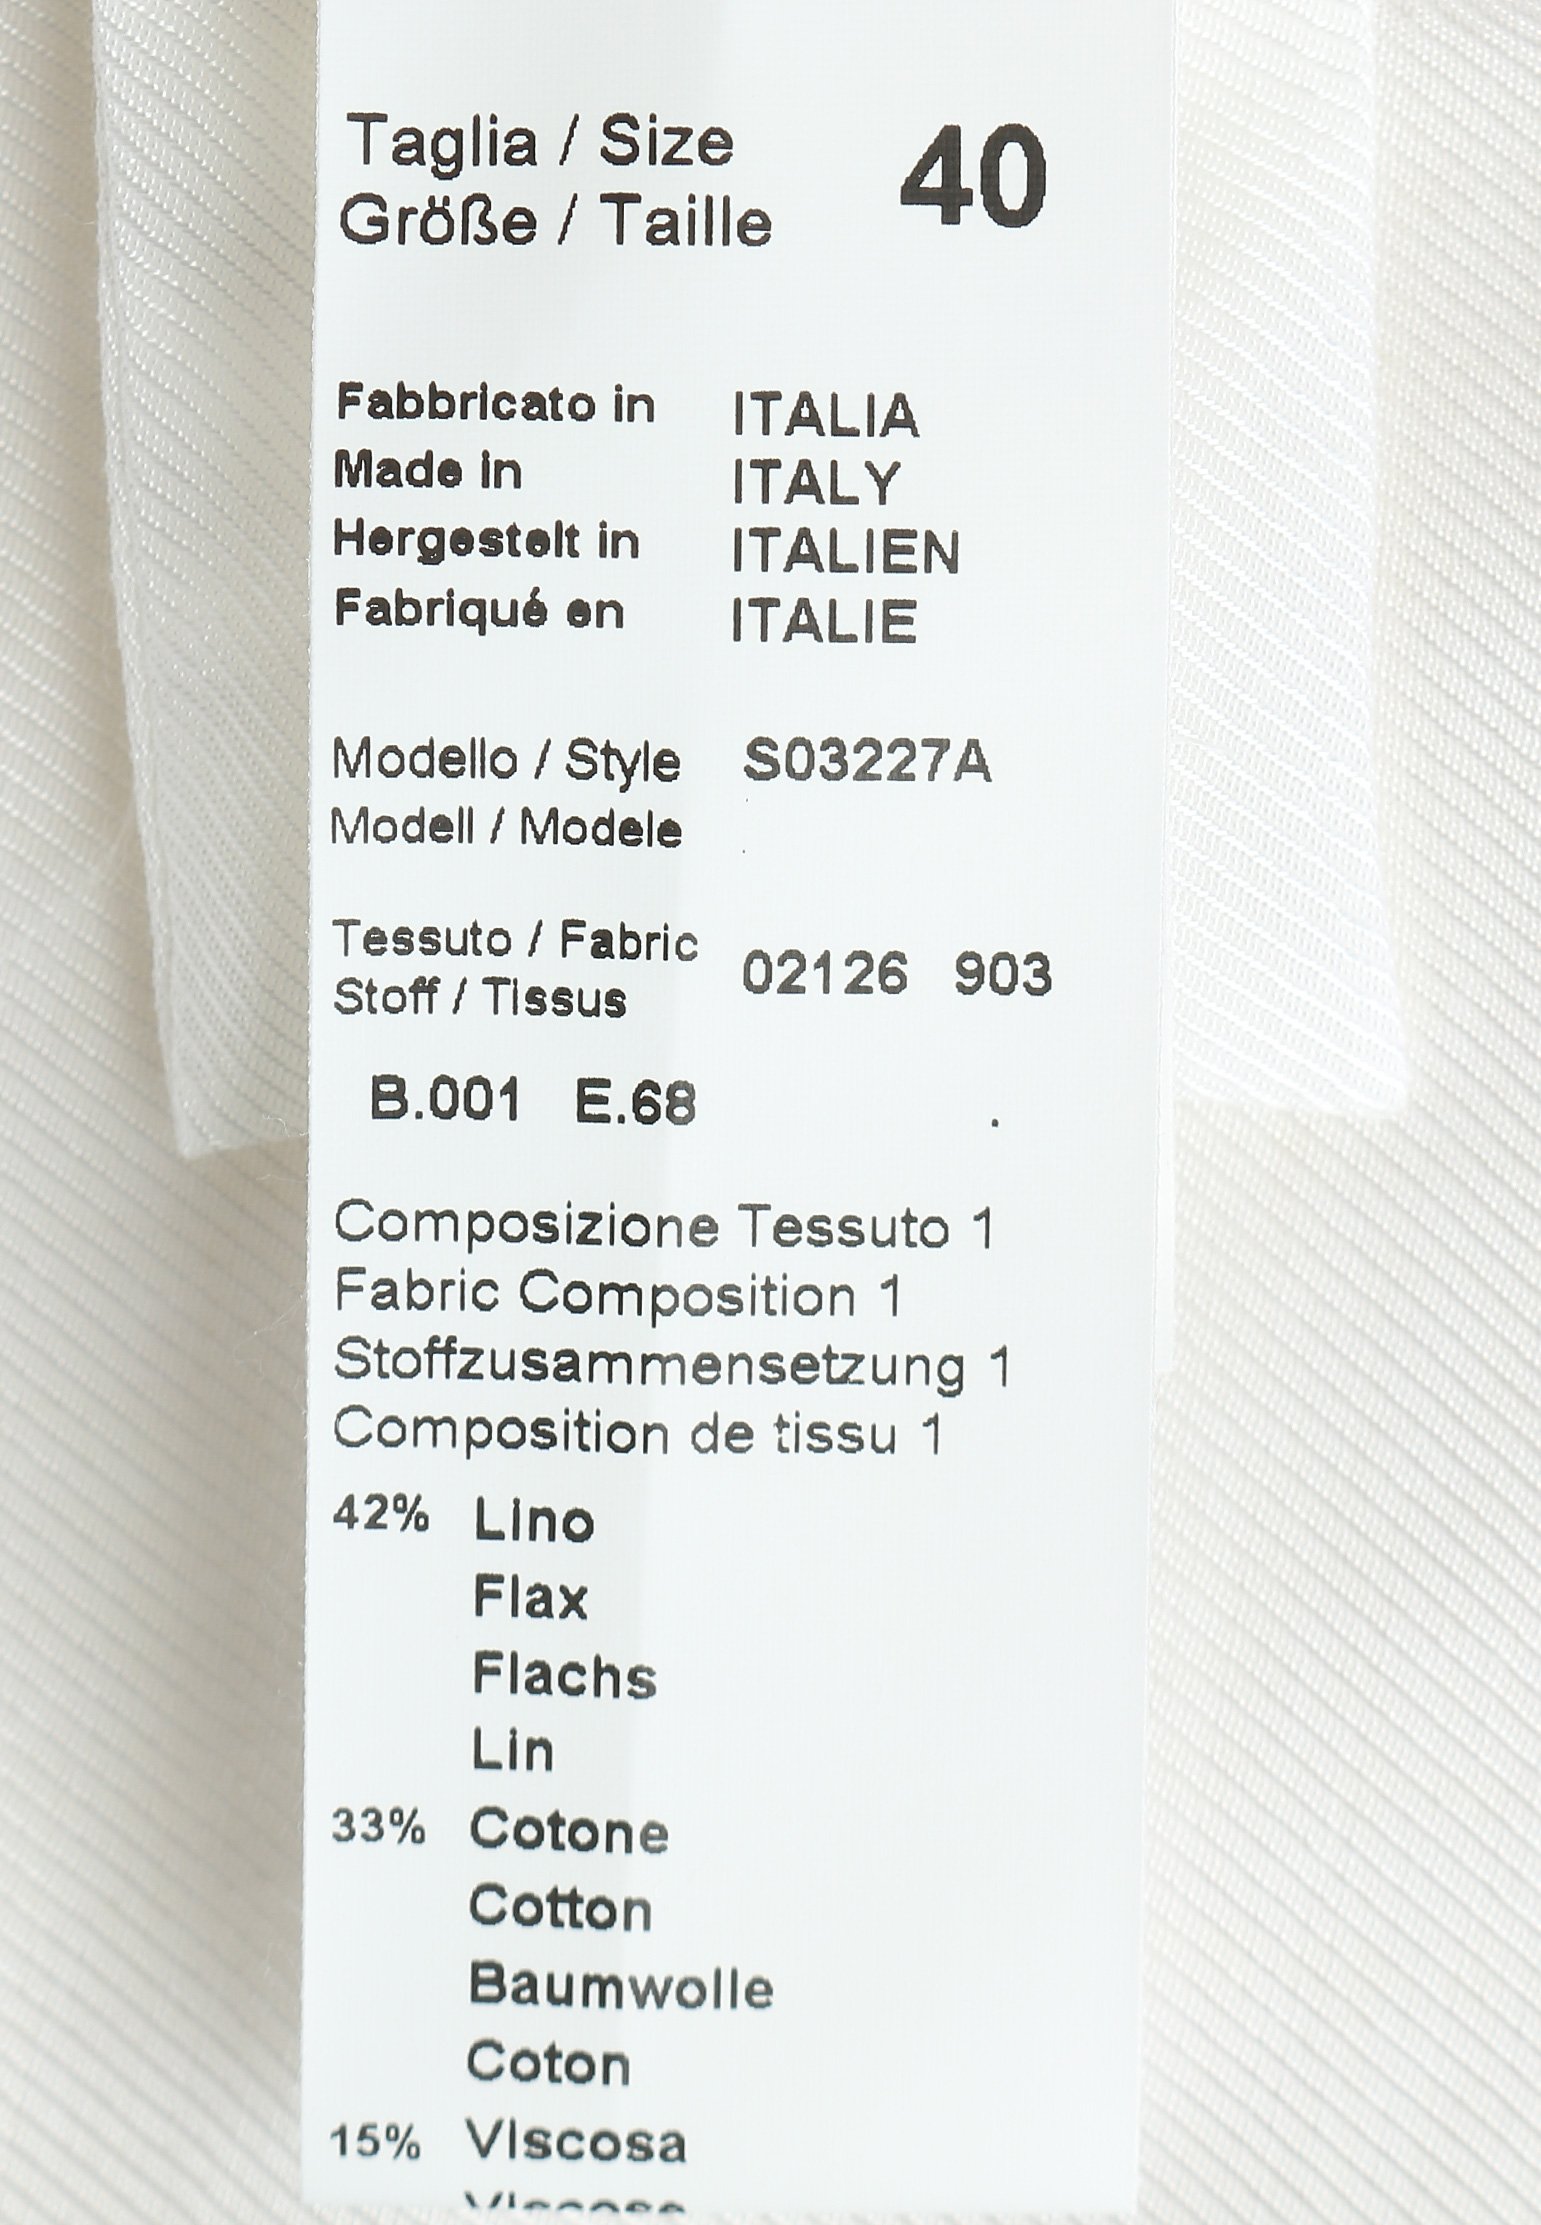 Taglia / Size 40
Größe / Taille
Fabbricato in ITALIA
Made in ITALY
Hergestelt in ITALIEN
Fabriqué en ITALIE
Modello / Style S03227A
Modell / Modele
Tessuto / Fabric 02126 903
Stoff / Tissus
B.001 E.68
Composizione Tessuto 1
Fabric Composition 1
Stoffzusammensetzung 1
Composition de tissu 1
42% Lino
Flax
Flachs
Lin
33% Cotone
Cotton
Baumwolle
Coton
15% Viscosa